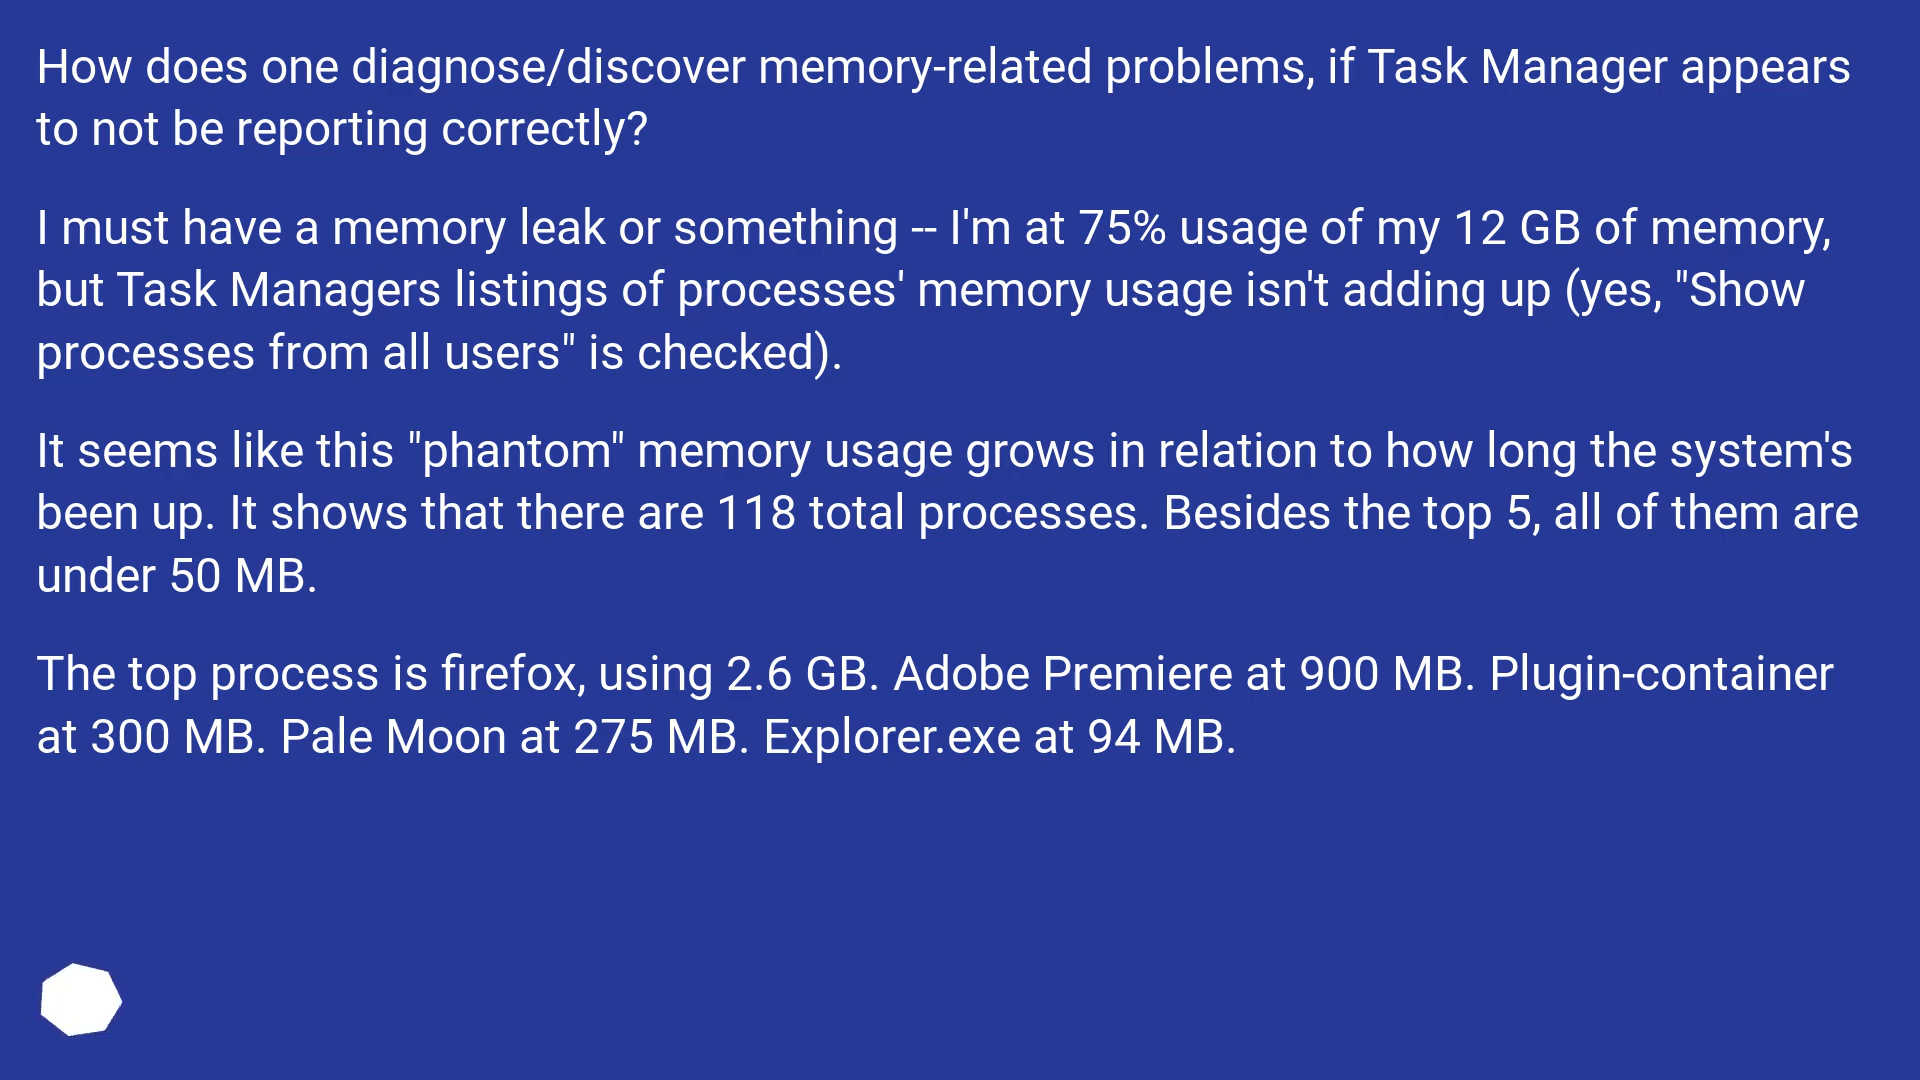 How does one diagnose/discover memory-related problems, if Task Manager appears
to not be reporting correctly?
I must have a memory leak or something -- I'm at 75% usage of my 12 GB of memory,
but Task Managers listings of processes' memory usage isn't adding up (yes, "Show
processes from all users" is checked).
It seems like this "phantom" memory usage grows in relation to how long the system's
been up. It shows that there are 118 total processes. Besides the top 5, all of them are
under 50 MB.
The top process is firefox, using 2.6 GB. Adobe Premiere at 900 MB. Plugin-container
at 300 MB. Pale Moon at 275 MB. Explorer.exe at 94 MB.